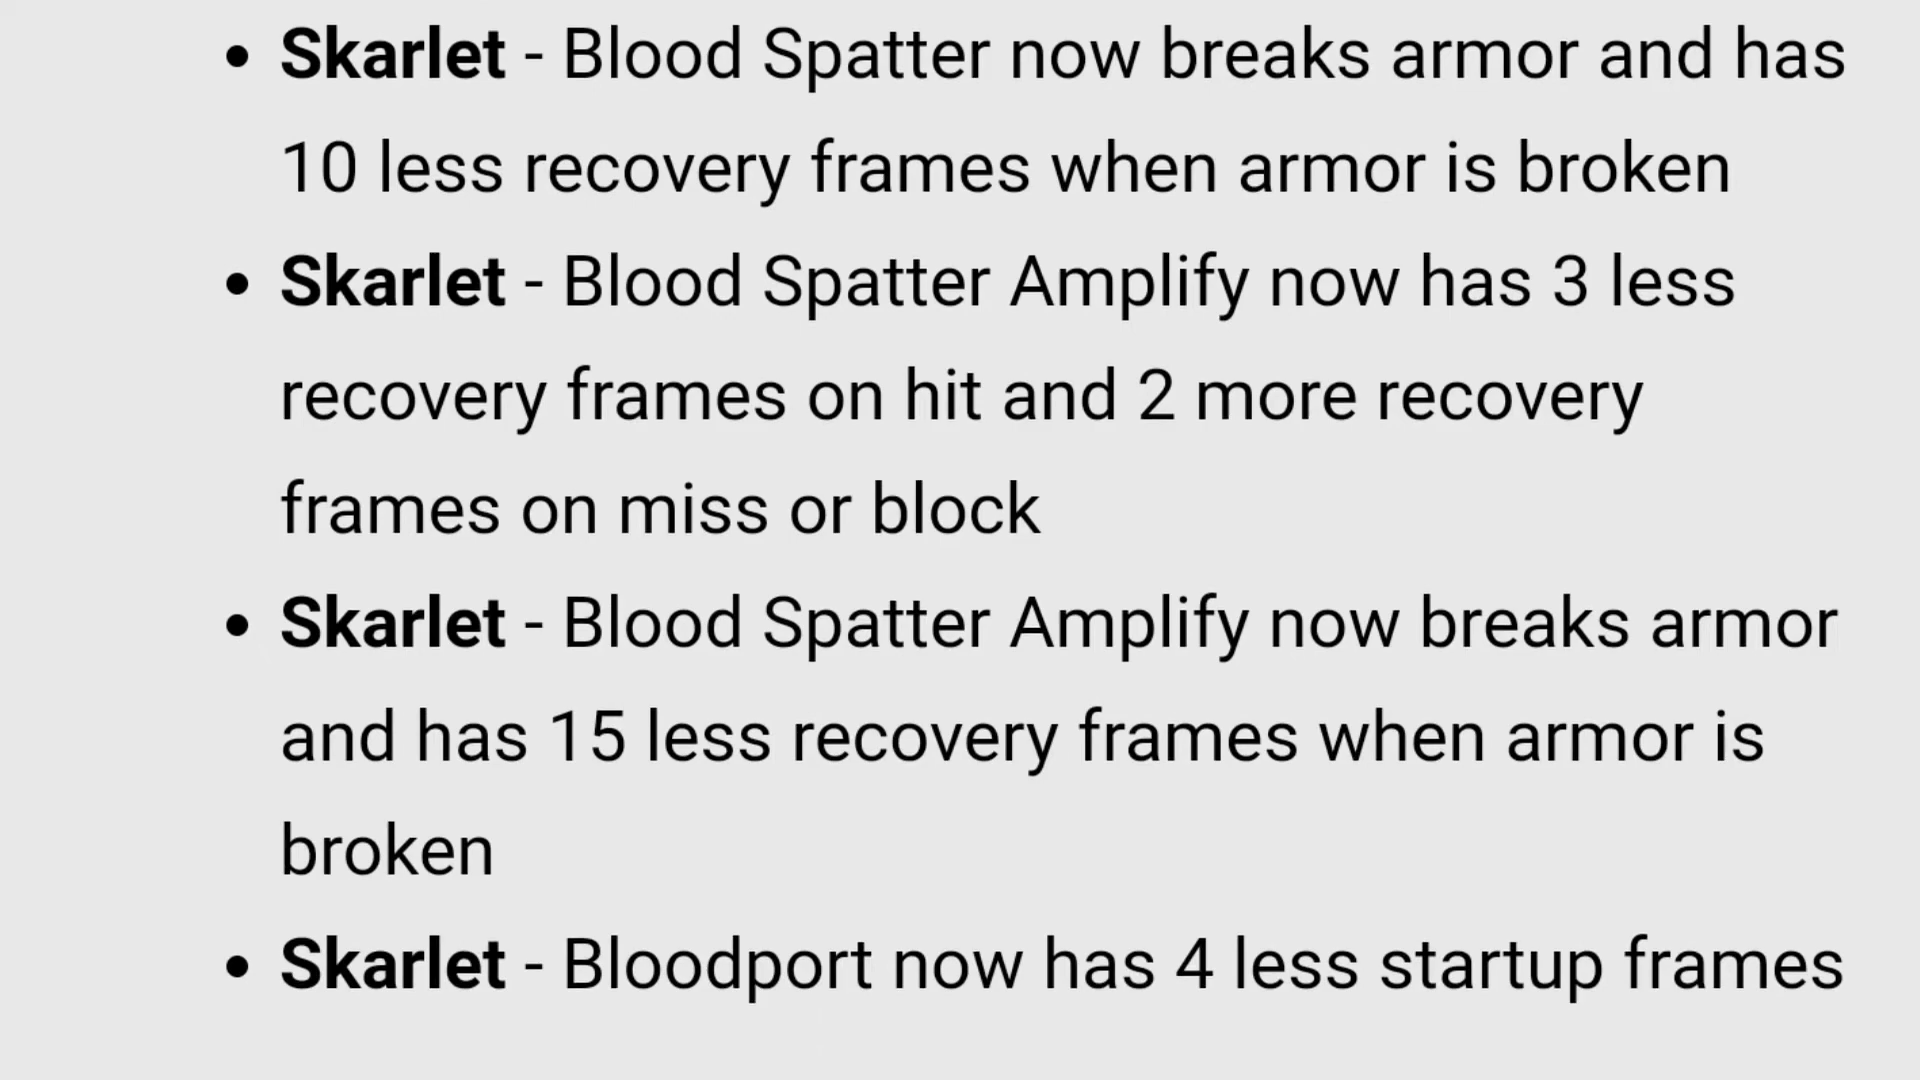 • Skarlet - Blood Spatter now breaks armor and has
10 less recovery frames when armor is broken
• Skarlet - Blood Spatter Amplify now has 3 less
recovery frames on hit and 2 more recovery
frames on miss or block
• Skarlet - Blood Spatter Amplify now breaks armor
and has 15 less recovery frames when armor is
broken
• Skarlet - Bloodport now has 4 less startup frames